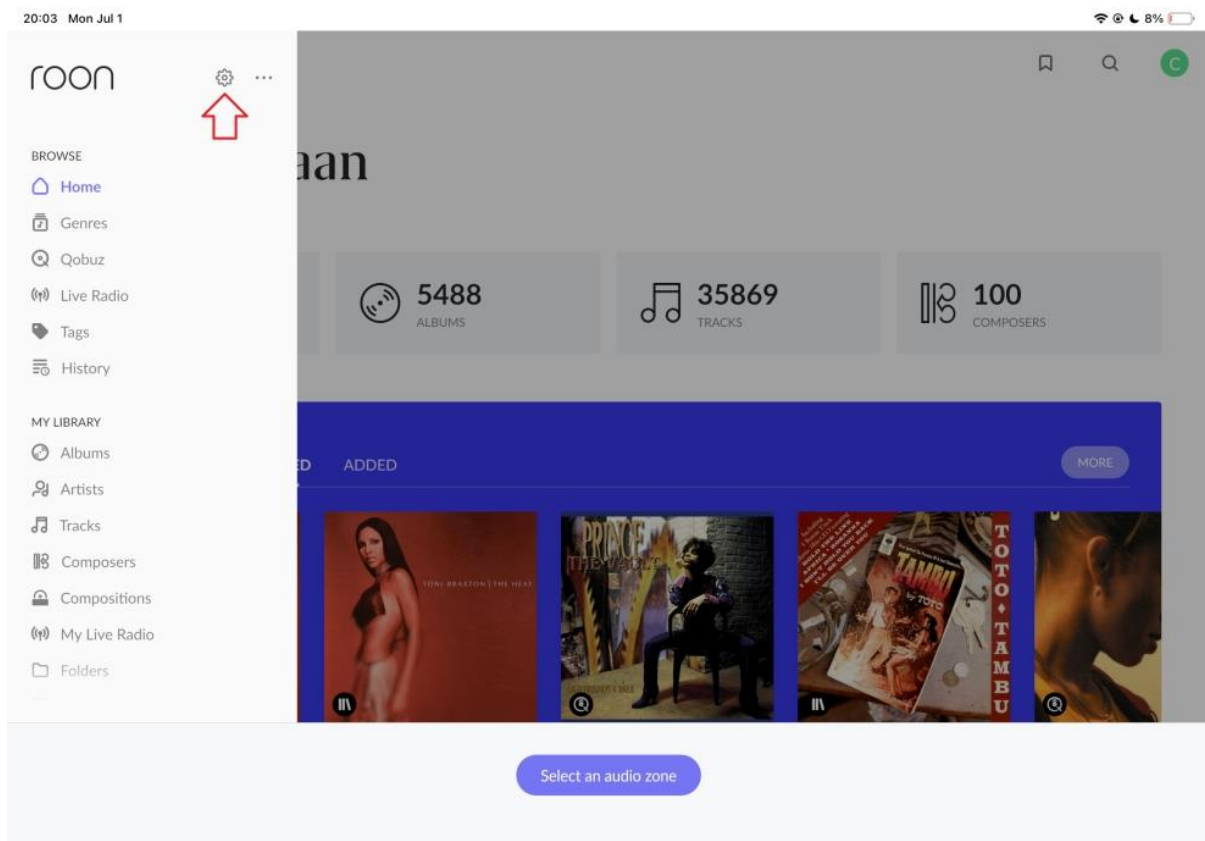 20:03 Mon Jul 1
8%
roon
C
BROWSE
aan
Home
Genres
Qobuz
Live Radio
Tags
History
5488
ALBUMS
35869
TRACKS
100
COMPOSERS
MY LIBRARY
Albums
Artists
Tracks
Composers
Compositions
My Live Radio
Folders
ED
ADDED
MORE
TONI BRAXTON | THE HEAT
PRINCE
THE VAULT
TAMBU
by TOTO
TOTO • TAMBU
Select an audio zone